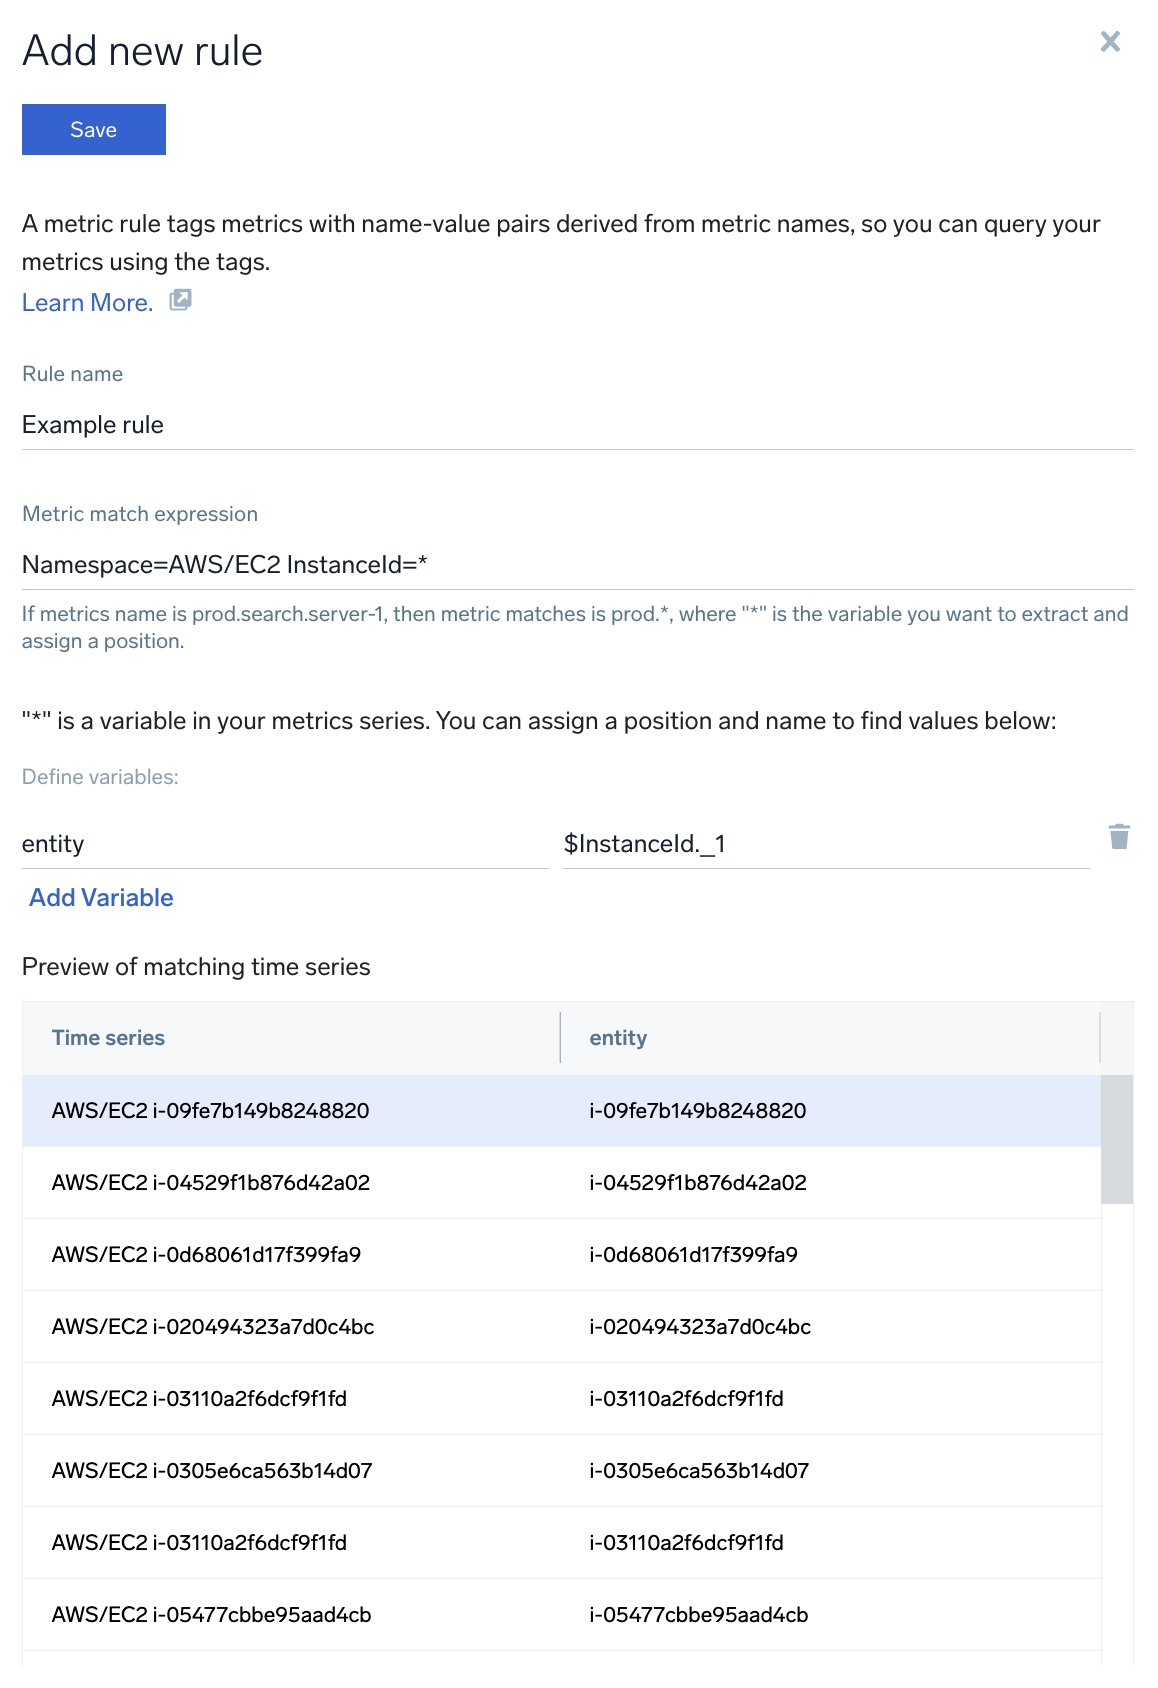 Add new rule
Save
A metric rule tags metrics with name-value pairs derived from metric names, so you can query your
metrics using the tags.
Learn More.
Rule name
Example rule
Metric match expression
Namespace=AWS/EC2 InstanceId=*
If metrics name is prod.search.server-1, then metric matches is prod.*, where "*" is the variable you want to extract and
assign a position.
"*" is a variable in your metrics series. You can assign a position and name to find values below:
Define variables:
entity $InstanceId._1
Add Variable
Preview of matching time series
Time series entity
AWS/EC2 i-09fe7b149b8248820 i-09fe7b149b8248820
AWS/EC2 i-04529f1b876d42a02 i-04529f1b876d42a02
AWS/EC2 i-0d68061d17f399fa9 i-0d68061d17f399fa9
AWS/EC2 i-020494323a7d0c4bc i-020494323a7d0c4bc
AWS/EC2 i-03110a2f6dcf9f1fd i-03110a2f6dcf9f1fd
AWS/EC2 i-0305e6ca563b14d07 i-0305e6ca563b14d07
AWS/EC2 i-03110a2f6dcf9f1fd i-03110a2f6dcf9f1fd
AWS/EC2 i-05477cbbe95aad4cb i-05477cbbe95aad4cb